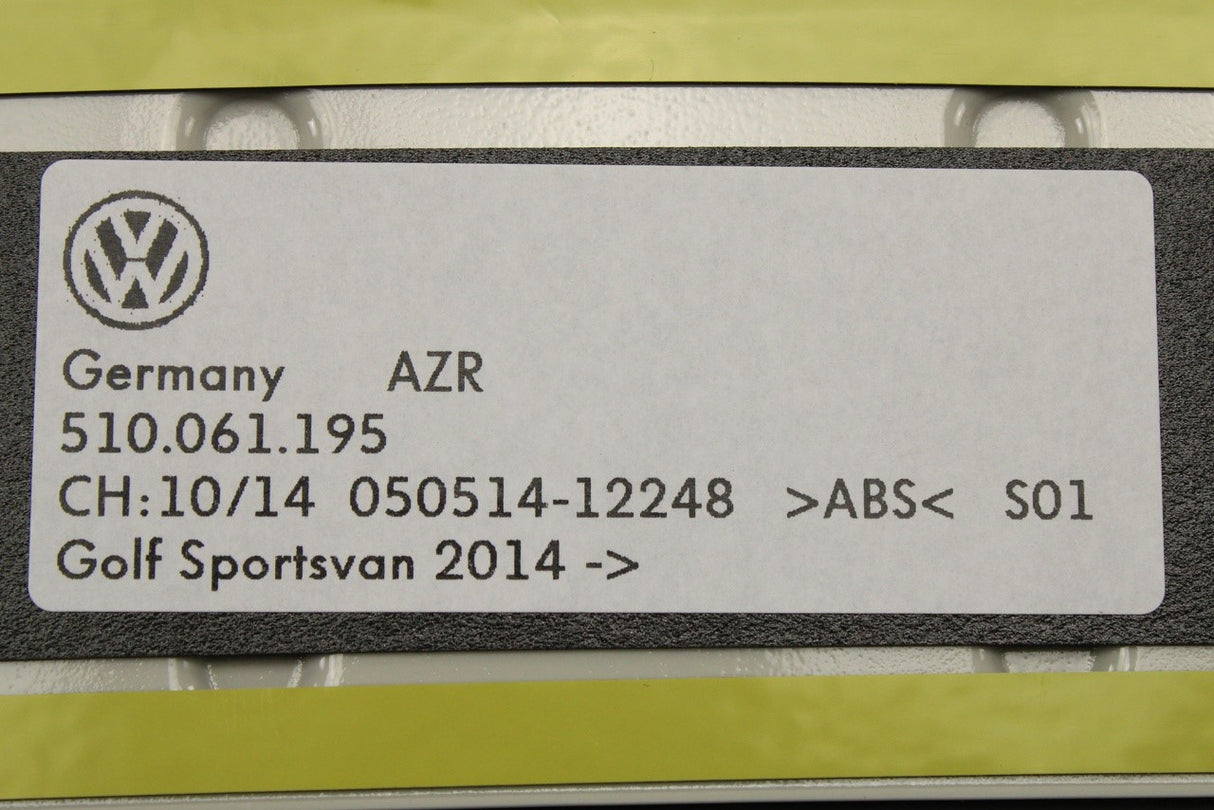 Germany AZR
510.061.195
CH:10/14 050514-12248 >ABS< S01
Golf Sportsvan 2014 ->